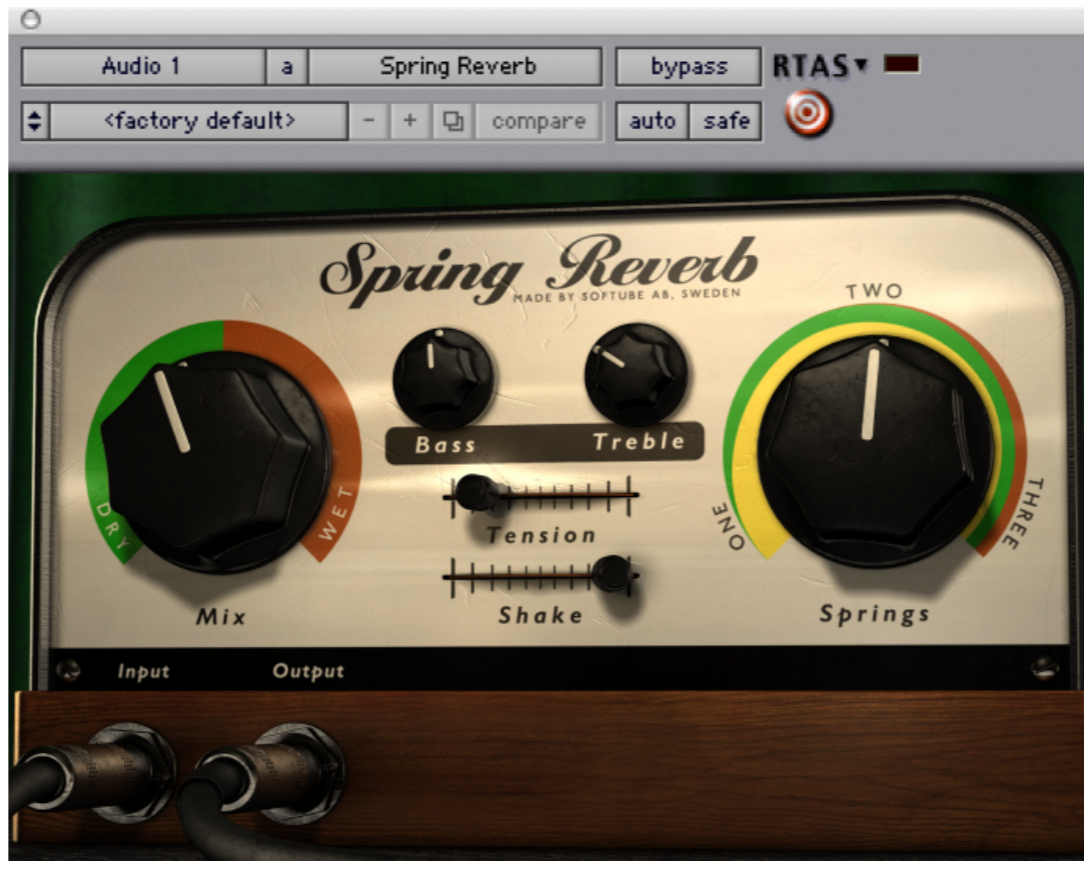 Audio 1 a Spring Reverb bypass RTAS
<factory default> - + compare auto safe
Spring Reverb
MADE BY SOFTUBE AB, SWEDEN
TWO
Bass Treble
DRY WET
ONE THREE
Tension
Shake
Mix Springs
Input Output